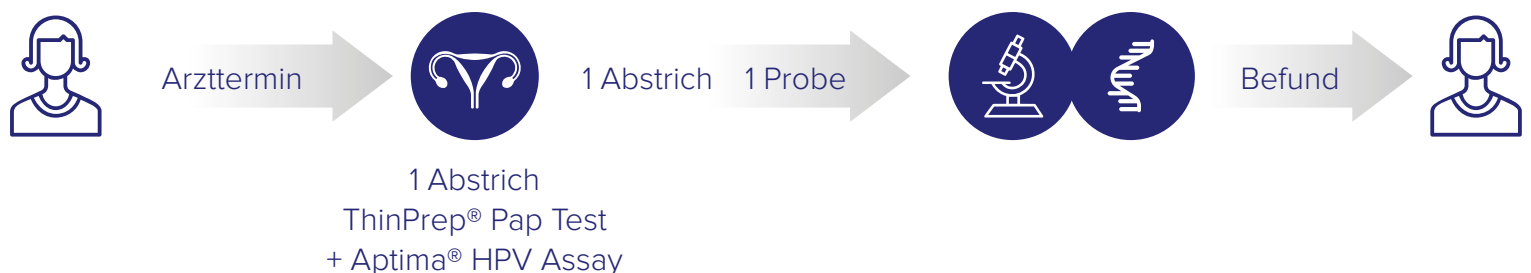 Arzttermin
1 Abstrich
1 Probe
Befund
1 Abstrich
ThinPrep® Pap Test
+ Aptima® HPV Assay